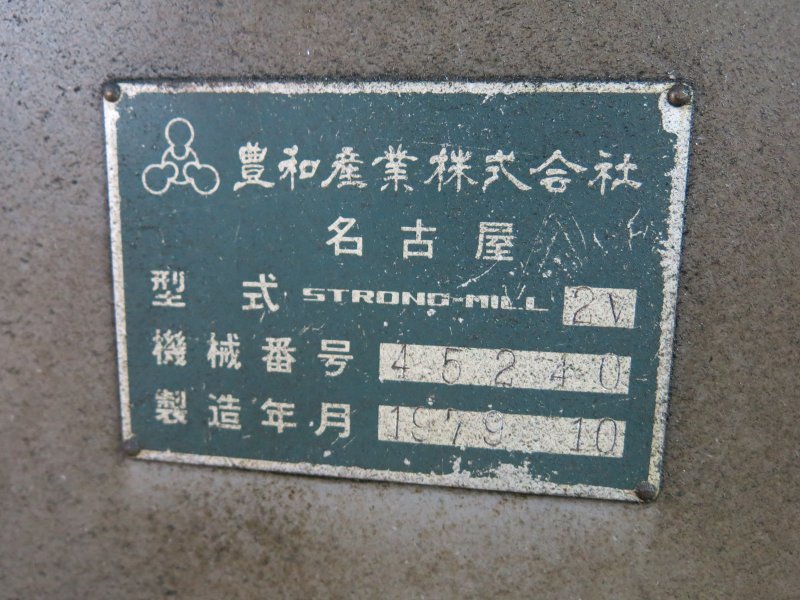 豊和産業株式会社
名古屋
型式 STRONG-MILL 2V
機械番号 45240
製造年月 1979 10